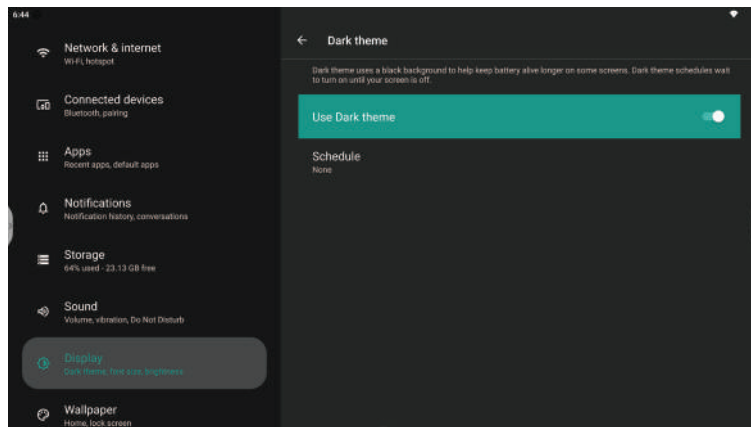 6:44
Network & internet
Wi-Fi, hotspot
Connected devices
Bluetooth, pairing
Apps
Recent apps, default apps
Notifications
Notification history, conversations
Storage
64% used - 23.13 GB free
Sound
Volume, vibration, Do Not Disturb
Display
Dark theme, font size, brightness
Wallpaper
Home, lock screen
Dark theme
Dark theme uses a black background to help keep battery alive longer on some screens. Dark theme schedules wait
to turn on until your screen is off.
Use Dark theme
Schedule
None